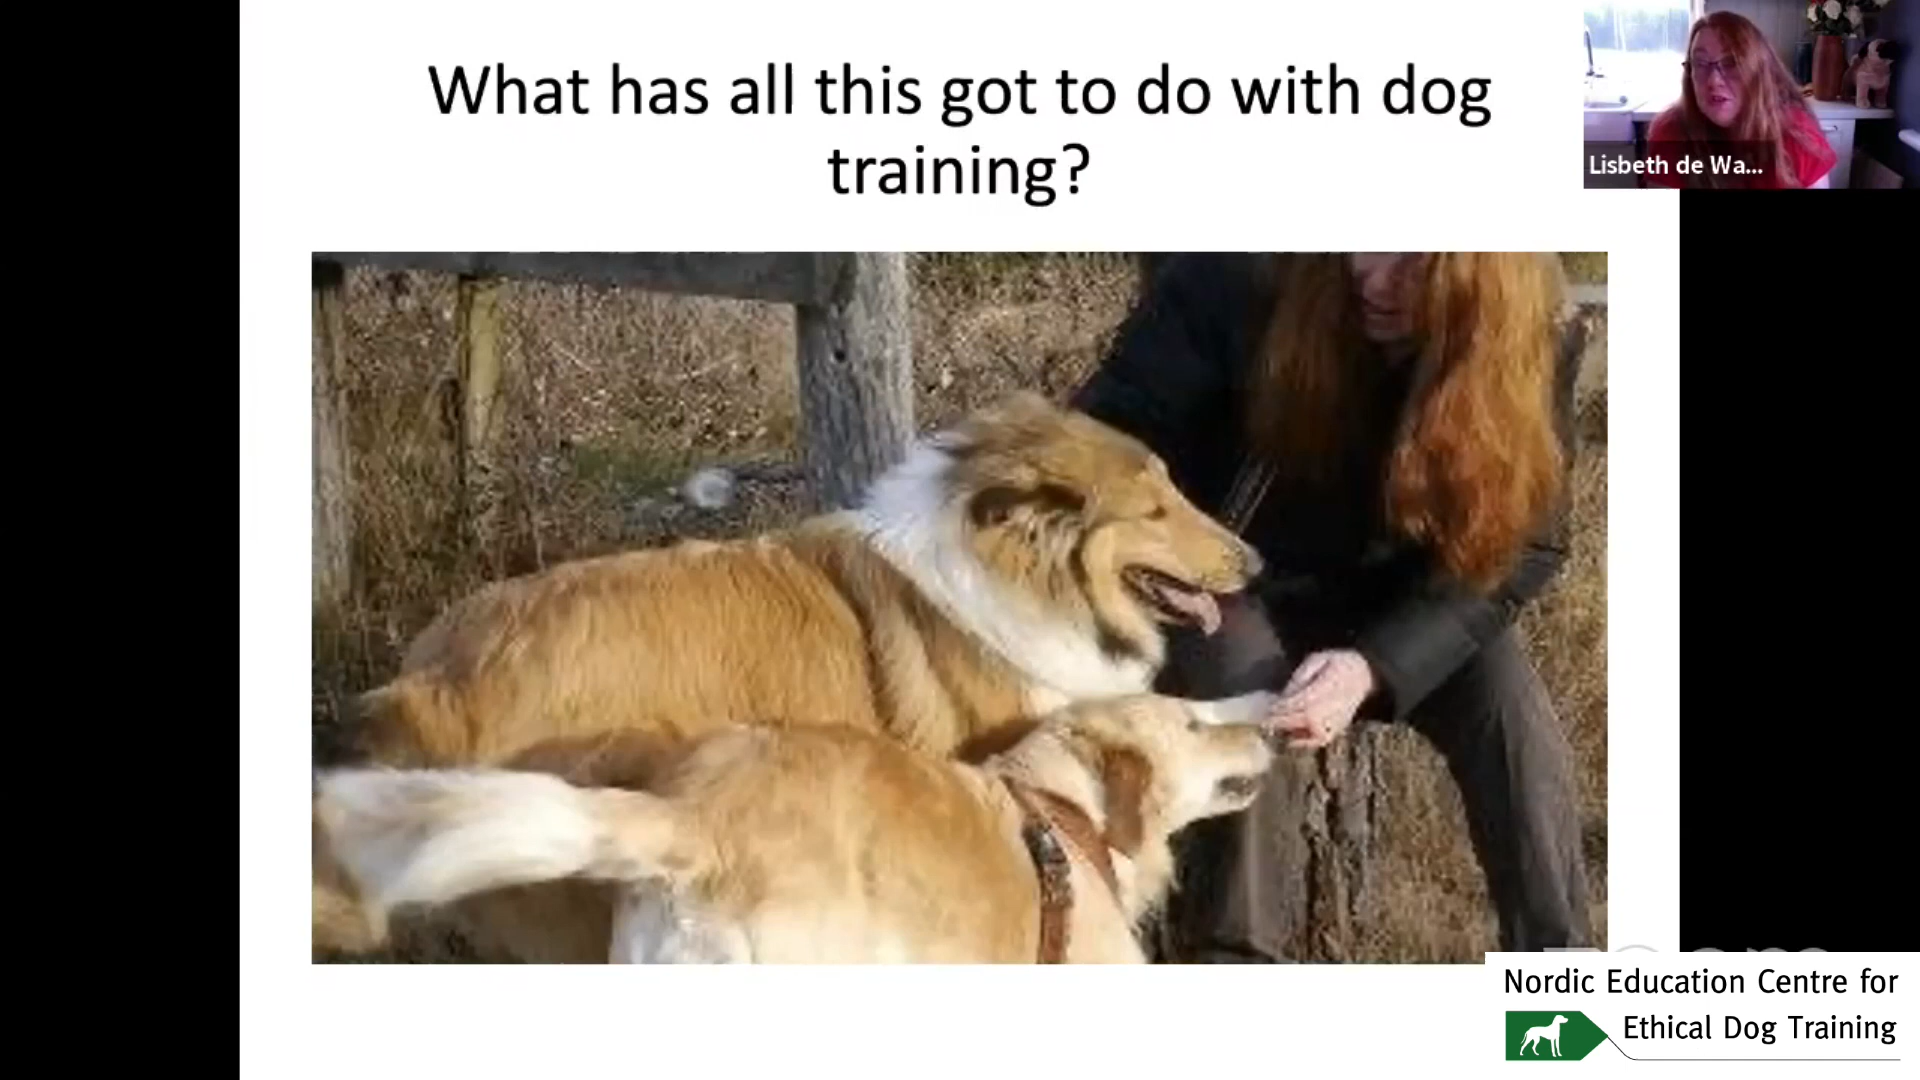 What has all this got to do with dog
training?
Lisbeth de Wa...
Nordic Education Centre for
Ethical Dog Training